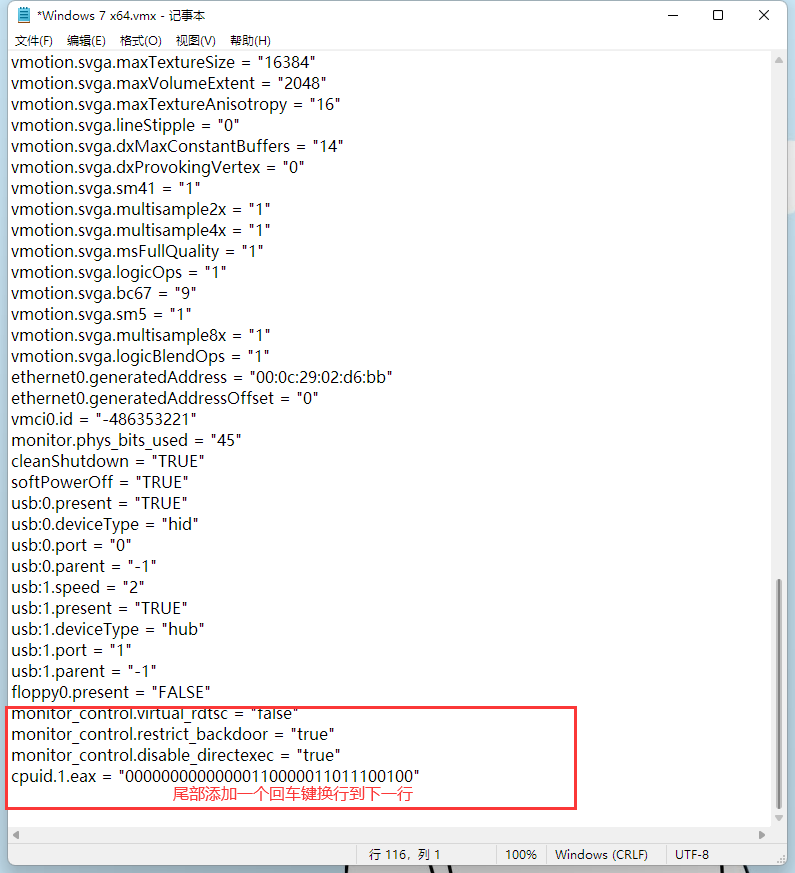 *Windows 7 x64.vmx - 记事本
文件(F) 编辑(E) 格式(O) 视图(V) 帮助(H)
vmotion.svga.maxTextureSize = "16384"
vmotion.svga.maxVolumeExtent = "2048"
vmotion.svga.maxTextureAnisotropy = "16"
vmotion.svga.lineStipple = "0"
vmotion.svga.dxMaxConstantBuffers = "14"
vmotion.svga.dxProvokingVertex = "0"
vmotion.svga.sm41 = "1"
vmotion.svga.multisample2x = "1"
vmotion.svga.multisample4x = "1"
vmotion.svga.msFullQuality = "1"
vmotion.svga.logicOps = "1"
vmotion.svga.bc67 = "9"
vmotion.svga.sm5 = "1"
vmotion.svga.multisample8x = "1"
vmotion.svga.logicBlendOps = "1"
ethernet0.generatedAddress = "00:0c:29:02:d6:bb"
ethernet0.generatedAddressOffset = "0"
vmci0.id = "-486353221"
monitor.phys_bits_used = "45"
cleanShutdown = "TRUE"
softPowerOff = "TRUE"
usb:0.present = "TRUE"
usb:0.deviceType = "hid"
usb:0.port = "0"
usb:0.parent = "-1"
usb:1.speed = "2"
usb:1.present = "TRUE"
usb:1.deviceType = "hub"
usb:1.port = "1"
usb:1.parent = "-1"
floppy0.present = "FALSE"
monitor_control.virtual_rdtsc = "false"
monitor_control.restrict_backdoor = "true"
monitor_control.disable_directexec = "true"
cpuid.1.eax = "00000000000000110000011011100100"
尾部添加一个回车键换行到下一行
行 116，列 1 100% Windows (CRLF) UTF-8